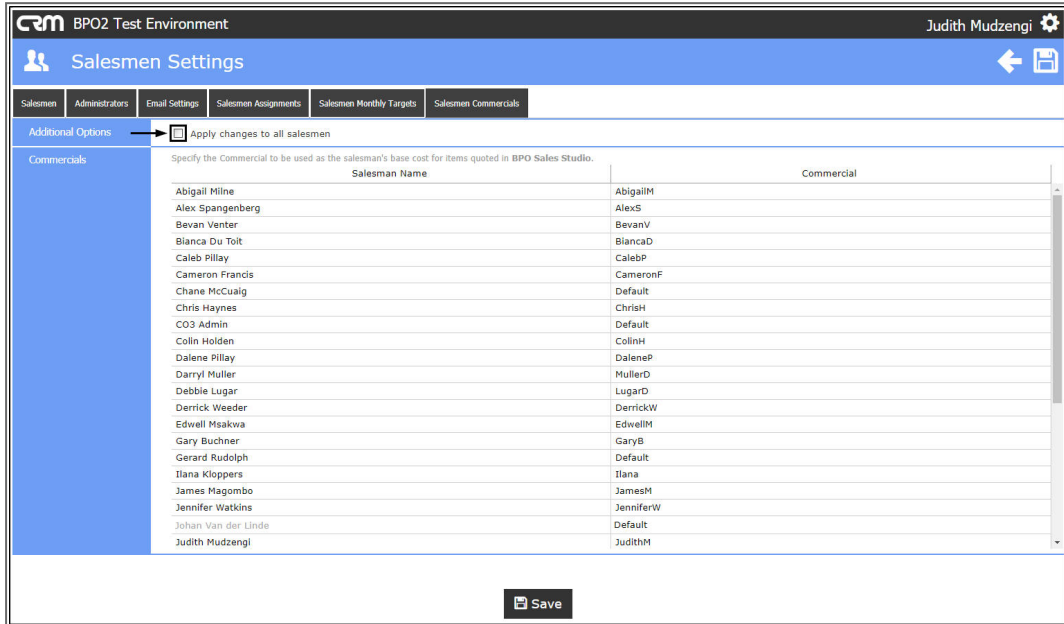 CRM BPO2 Test Environment Judith Mudzengi
Salesmen Settings
Salesmen Administrators Email Settings Salesmen Assignments Salesmen Monthly Targets Salesmen Commercials
Additional Options Apply changes to all salesmen
Commercials Specify the Commercial to be used as the salesman's base cost for items quoted in BPO Sales Studio.
Salesman Name Commercial
Abigail Milne AbigailM
Alex Spangenberg AlexS
Bevan Venter BevanV
Bianca Du Toit BiancaD
Caleb Pillay CalebP
Cameron Francis CameronF
Chane McCuaig Default
Chris Haynes ChrisH
CO3 Admin Default
Colin Holden ColinH
Dalene Pillay DaleneP
Darryl Muller MullerD
Debbie Lugar LugarD
Derrick Weeder DerrickW
Edwell Msakwa EdwellM
Gary Buchner GaryB
Gerard Rudolph Default
Ilana Kloppers Ilana
James Magombo JamesM
Jennifer Watkins JenniferW
Johan Van der Linde Default
Judith Mudzengi JudithM
Save